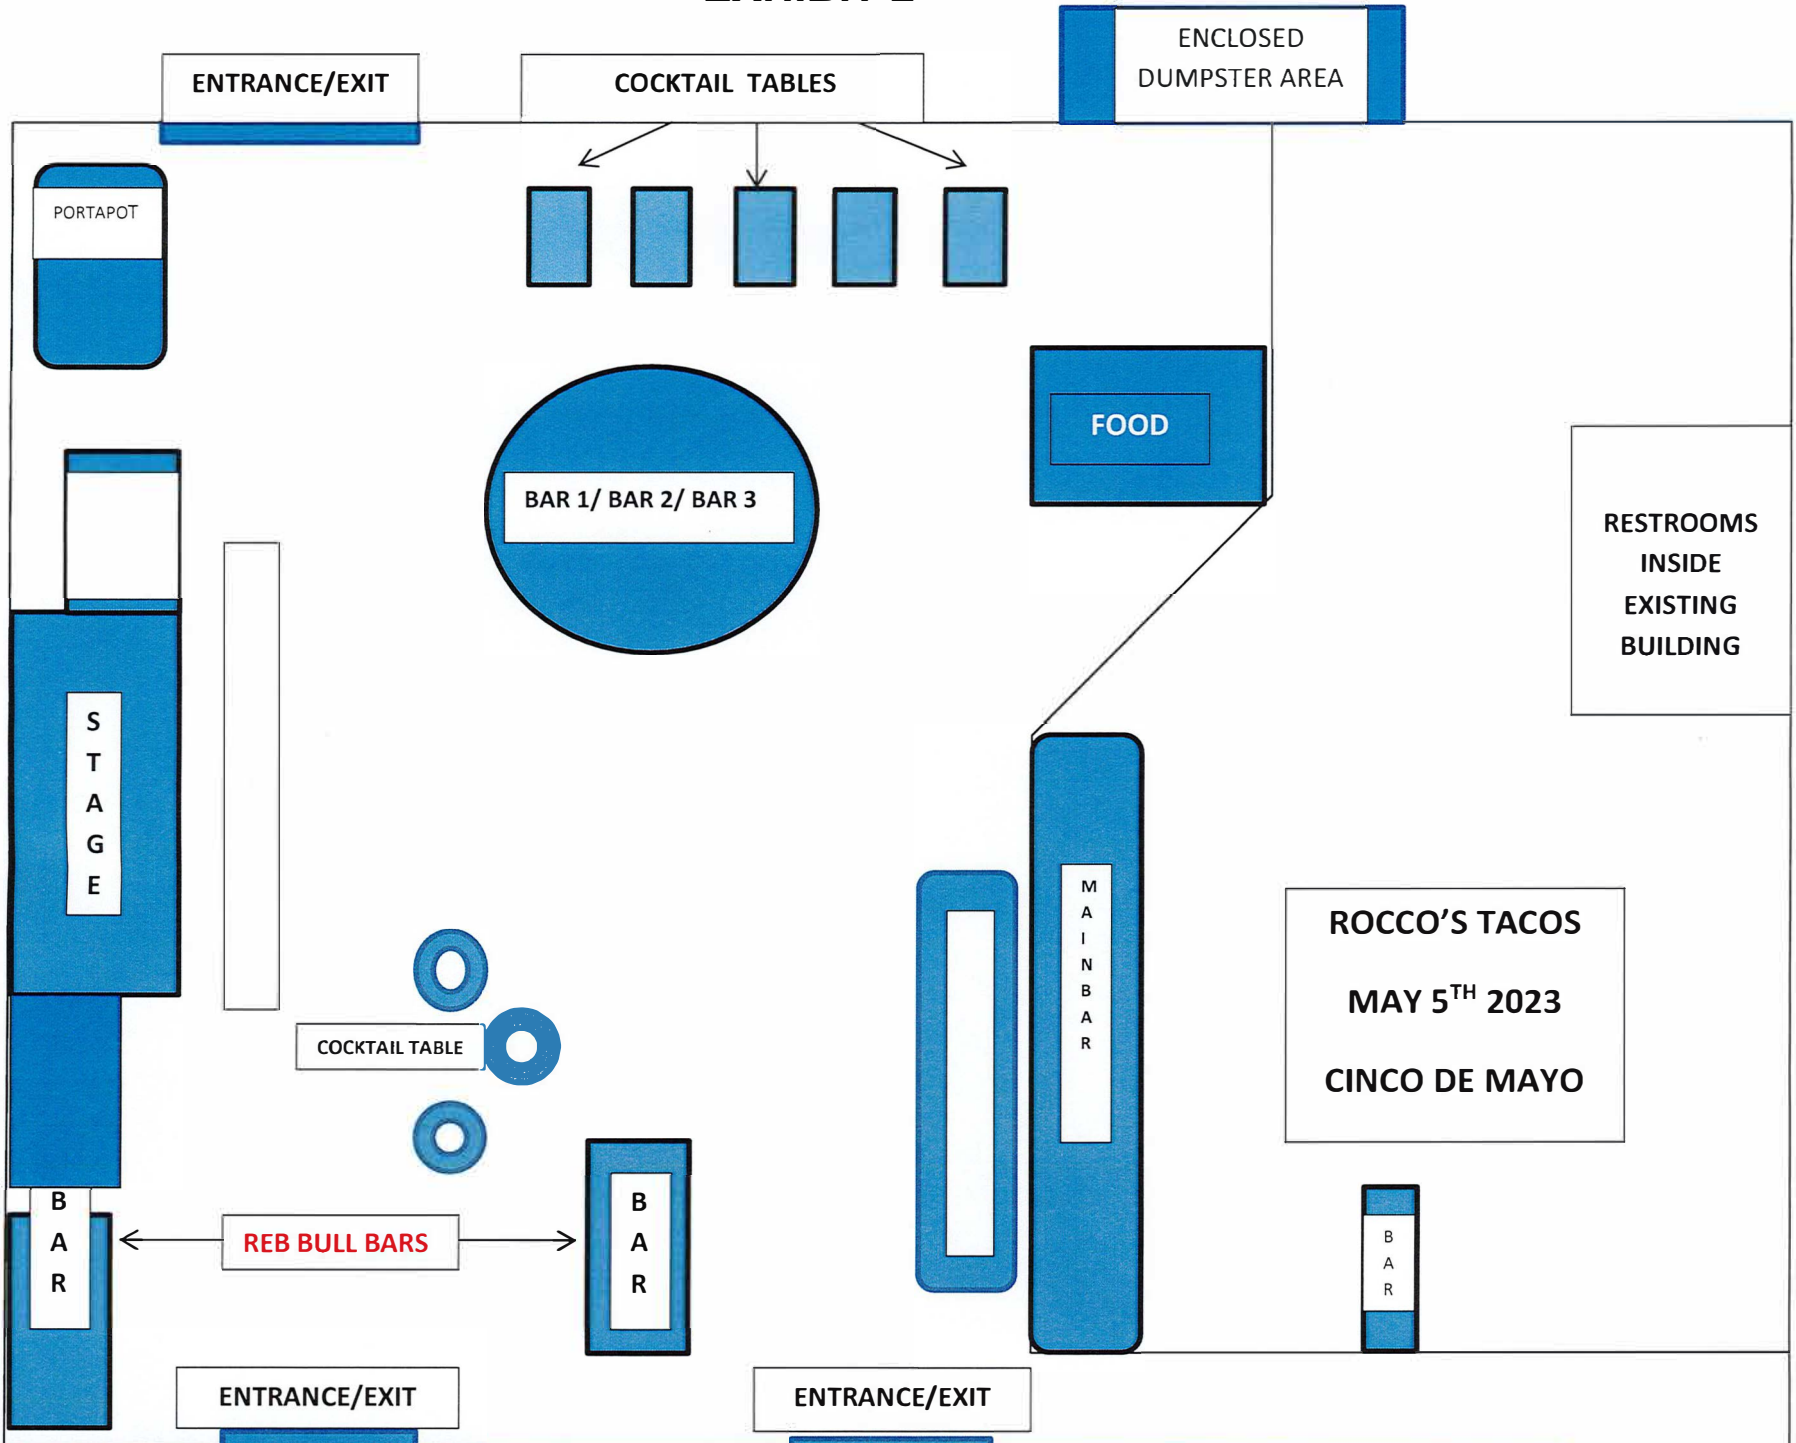 ENCLOSED
DUMPSTER AREA
ENTRANCE/EXIT
COCKTAIL TABLES
PORTAPOT
FOOD
BAR 1/ BAR 2/ BAR 3
RESTROOMS
INSIDE
EXISTING
BUILDING
S
T
A
G
E
M
A
I
N
B
A
R
ROCCO’S TACOS
MAY 5TH 2023
CINCO DE MAYO
COCKTAIL TABLE
B
A
R
REB BULL BARS
B
A
R
B
A
R
ENTRANCE/EXIT
ENTRANCE/EXIT